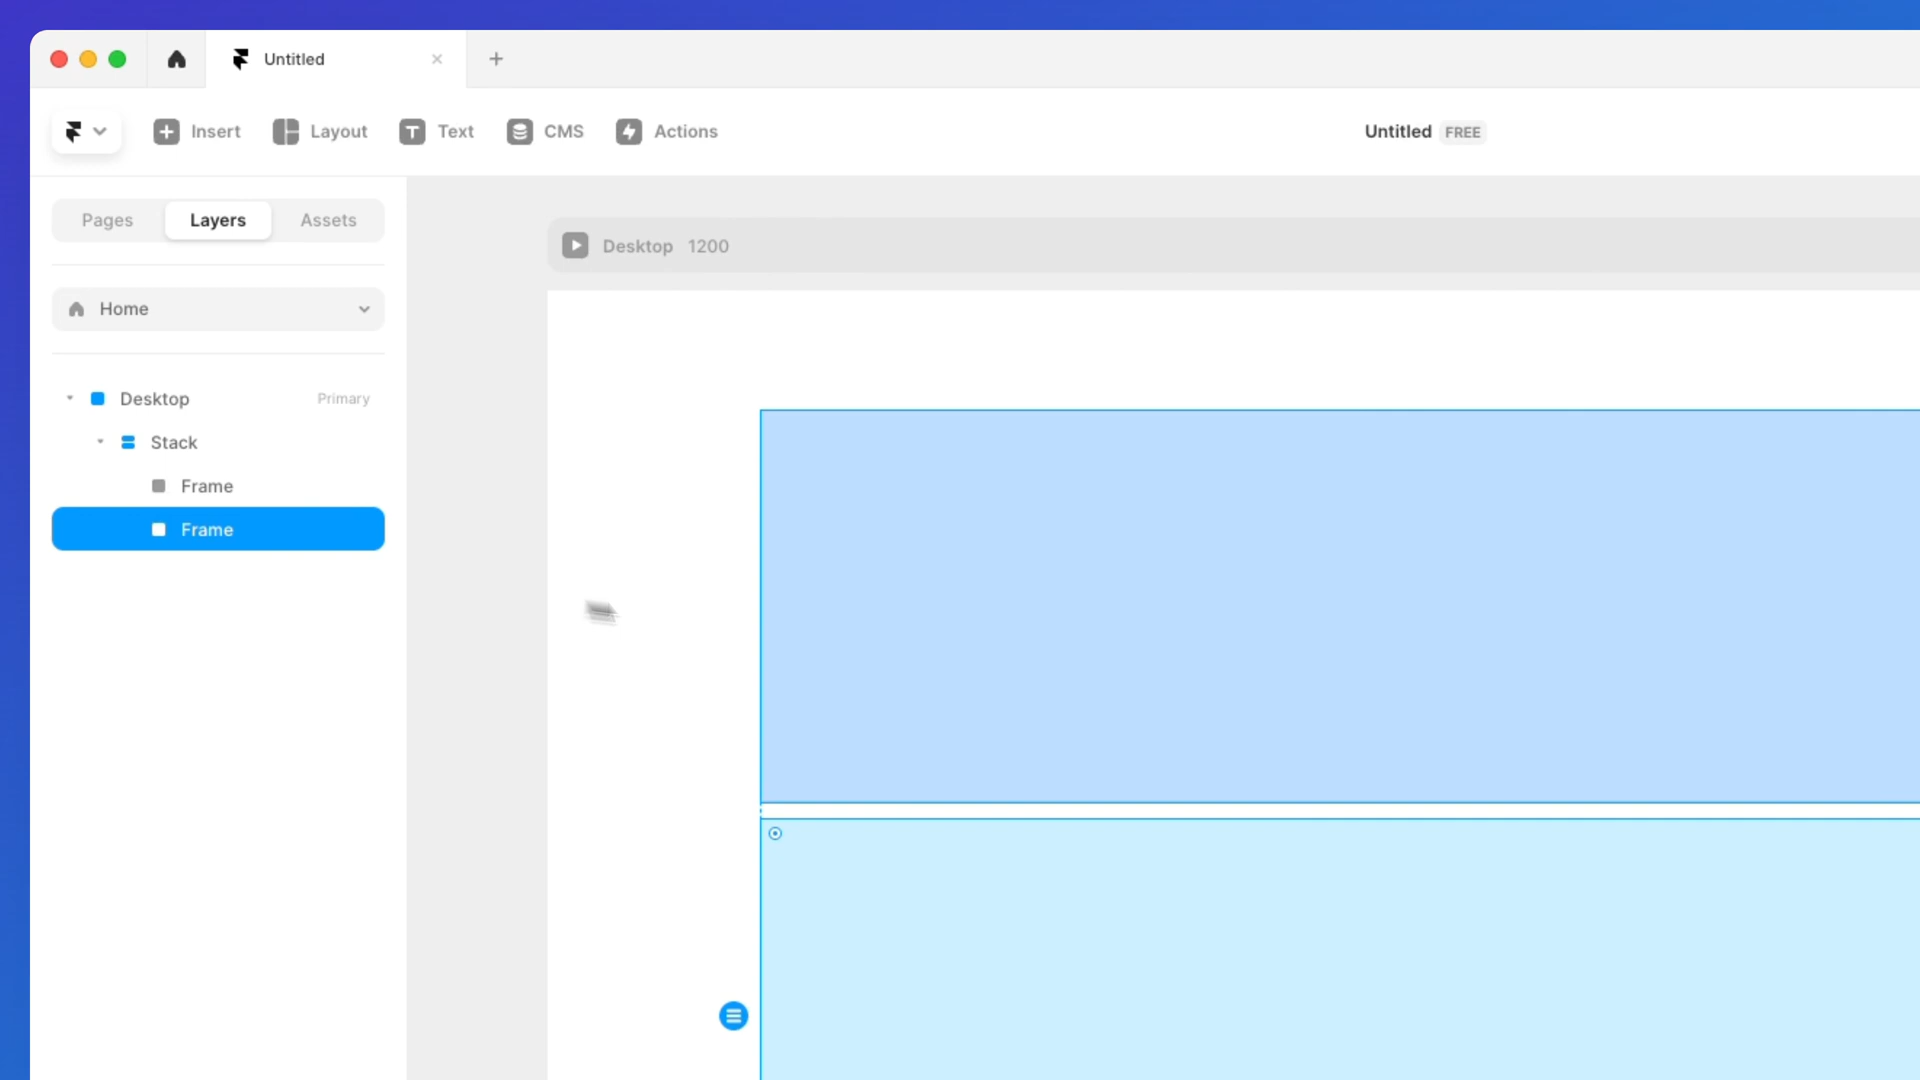 Untitled
Insert
Layout
Text
CMS
Actions
Untitled FREE
Pages
Layers
Assets
Desktop 1200
Home
Desktop Primary
Stack
Frame
Frame